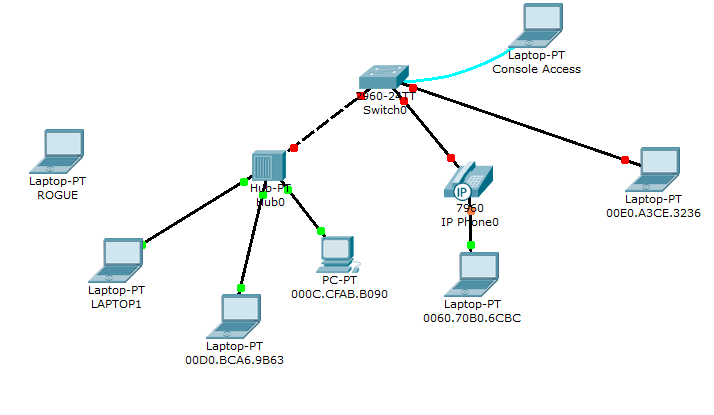 Laptop-PT
Console Access
2960-24TT
Switch0
Laptop-PT
ROGUE
Hub-PT
Hub0
IP
7960
IP Phone0
Laptop-PT
00E0.A3CE.3236
Laptop-PT
LAPTOP1
PC-PT
000C.CFAB.B090
Laptop-PT
0060.70B0.6CBC
Laptop-PT
00D0.BCA6.9B63